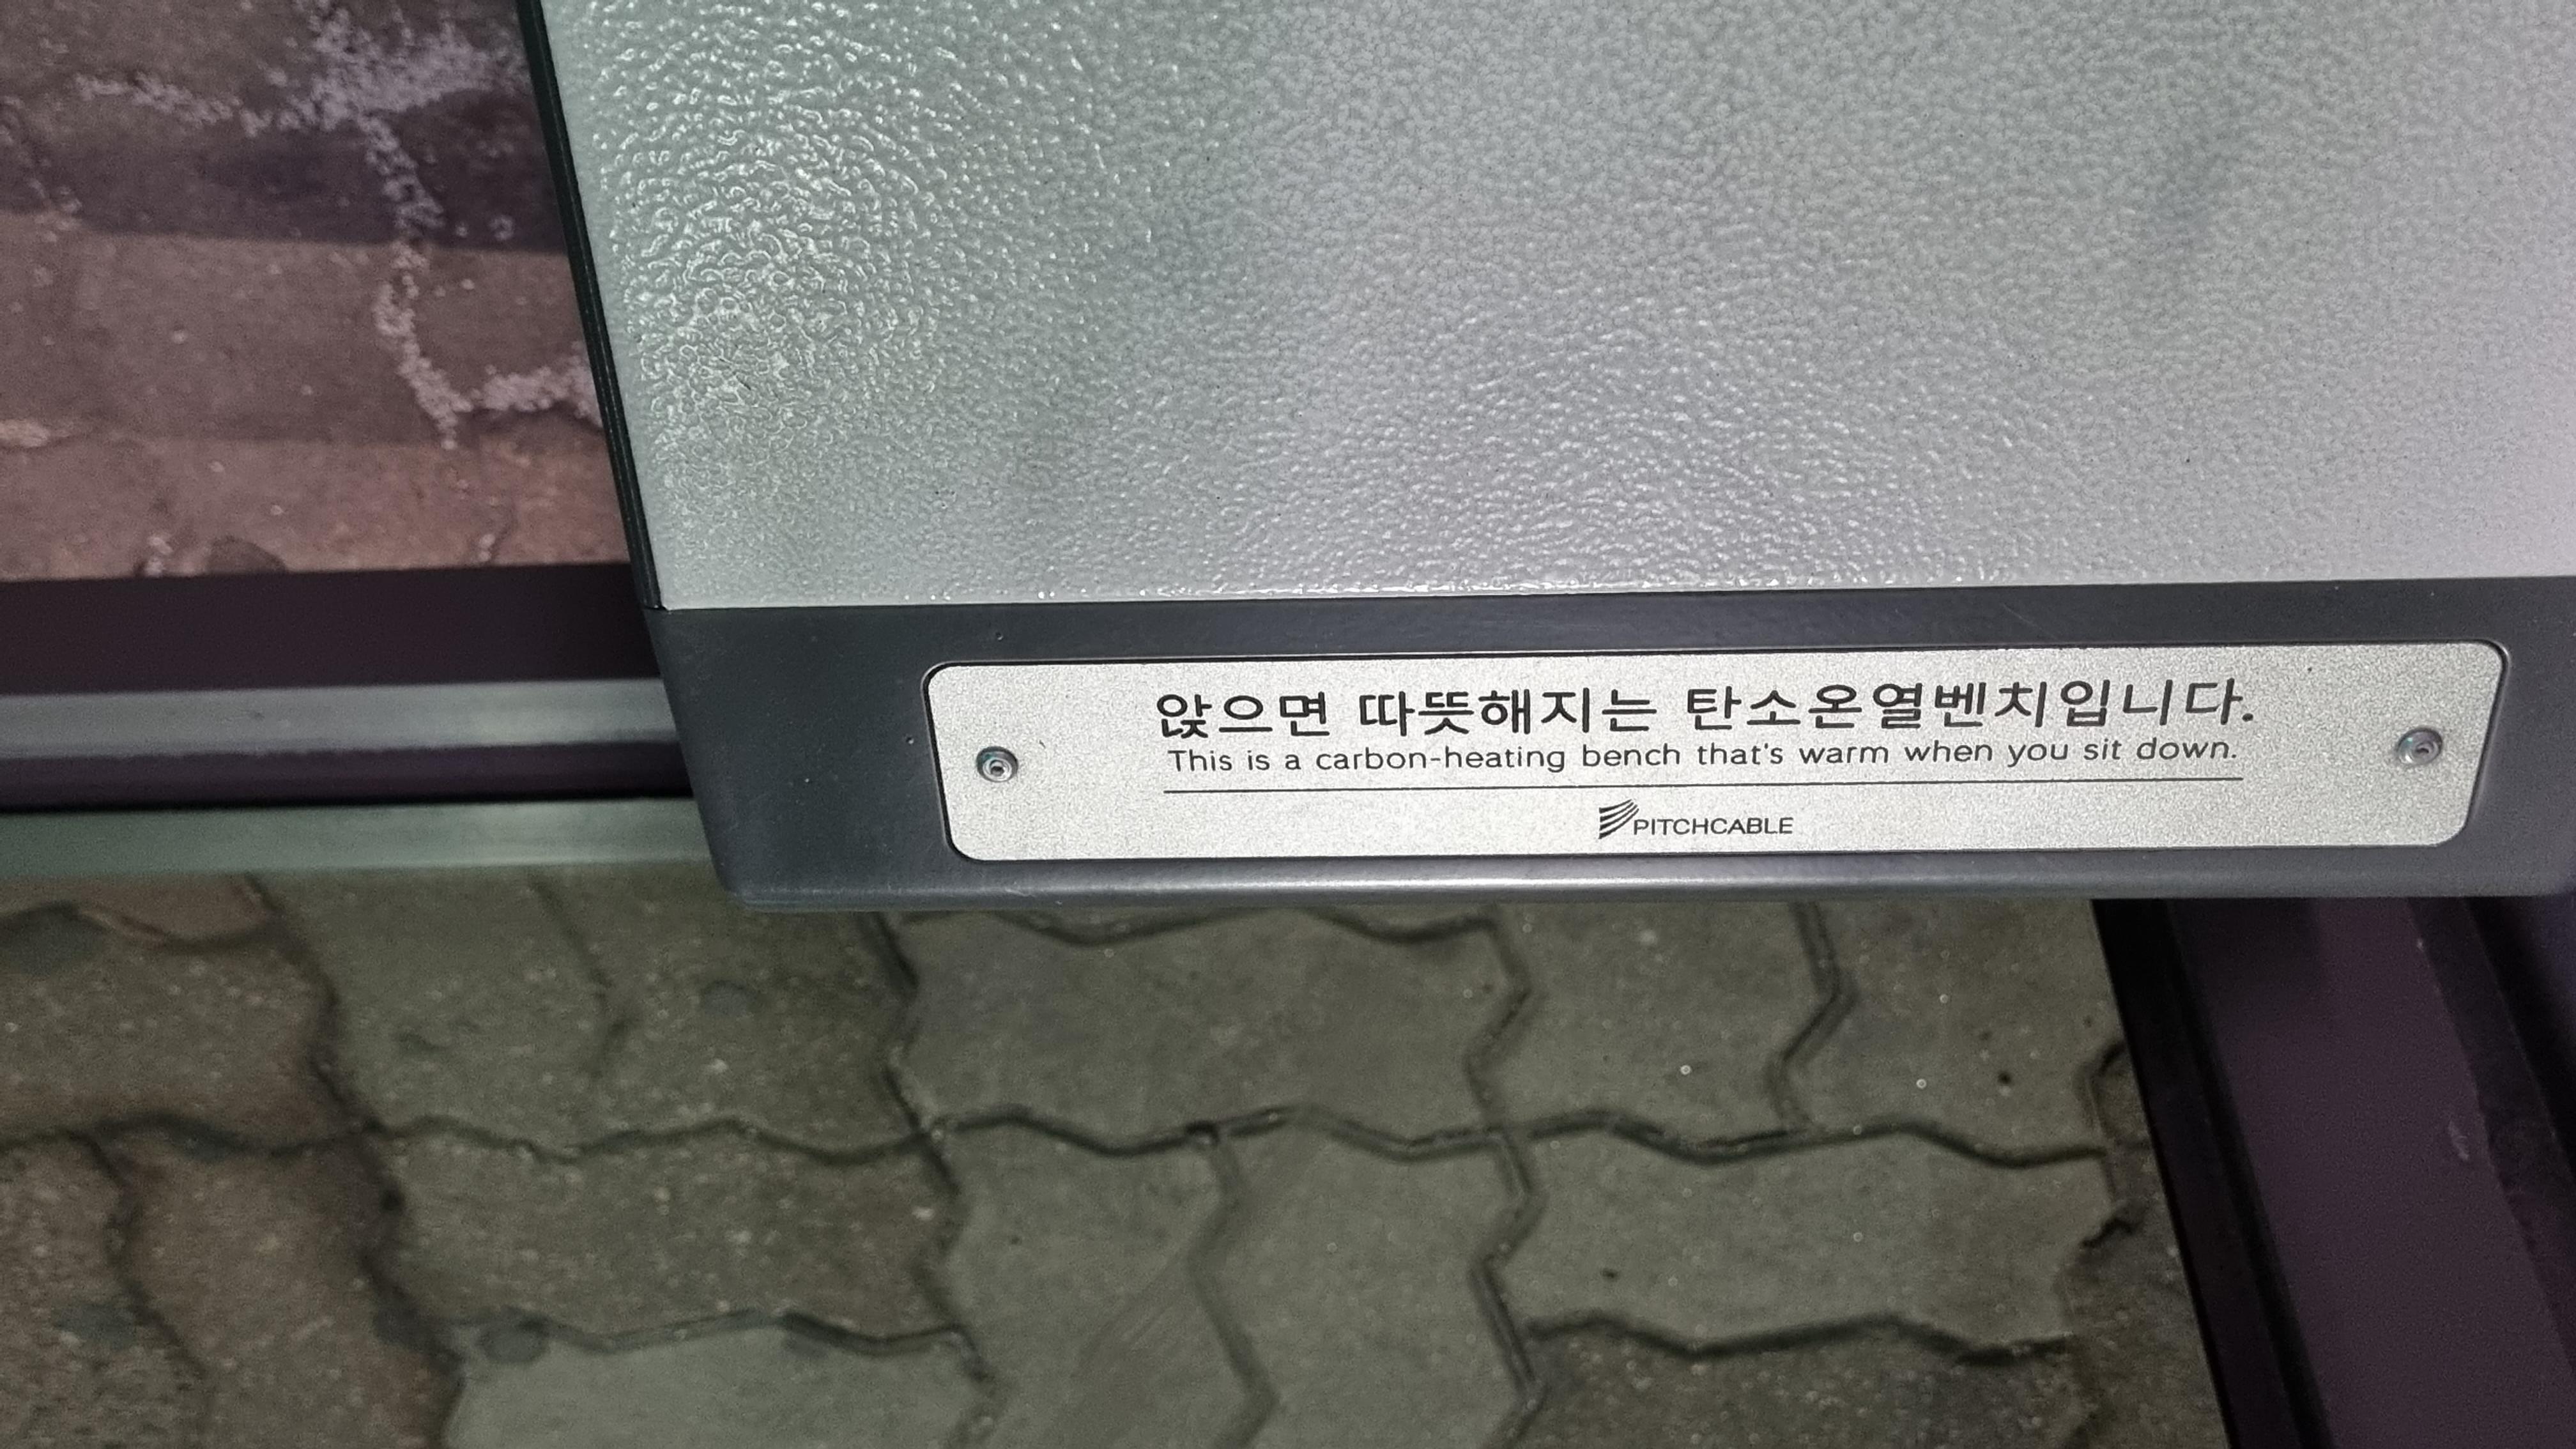 앉으면 따뜻해지는 탄소온열벤치입니다.
This is a carbon-heating bench that's warm when you sit down.
PITCHCABLE